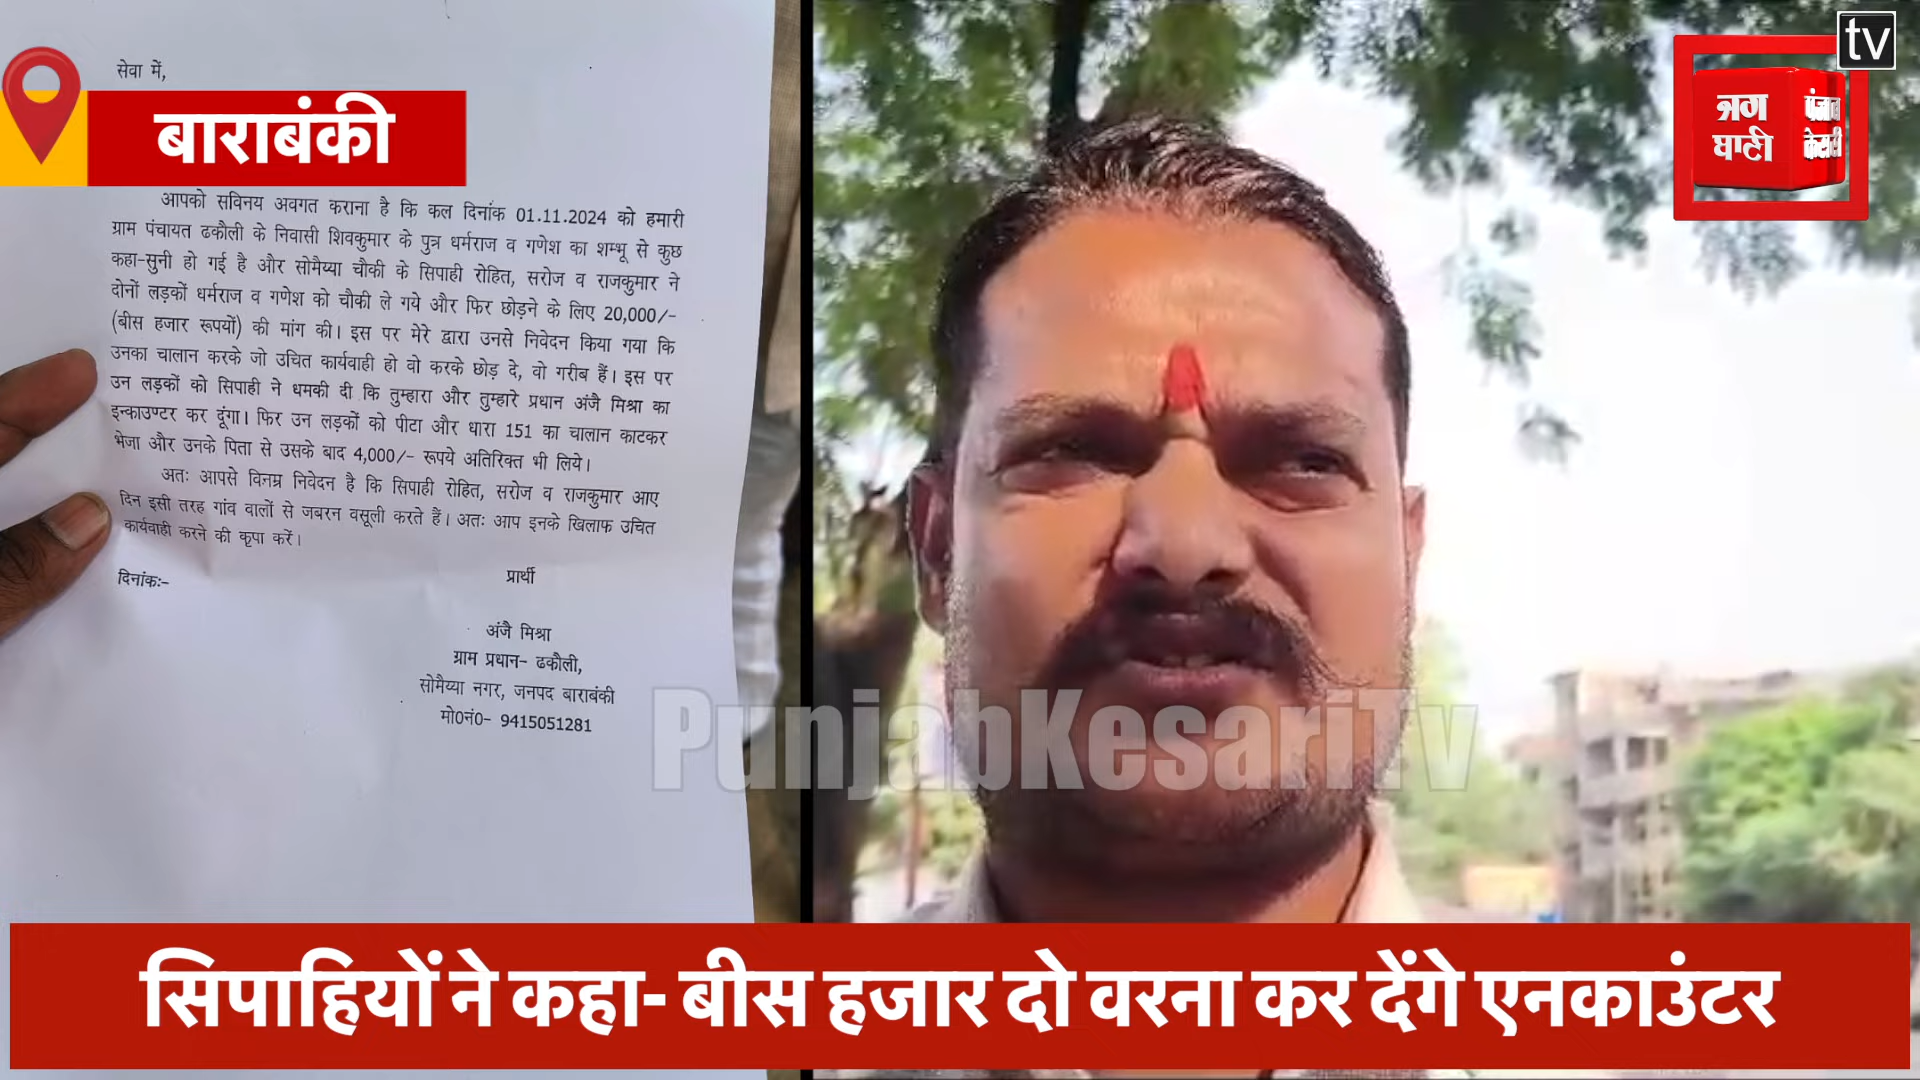 सेवा में,
बाराबंकी
आपको सविनय अवगत कराना है कि कल दिनांक 01.11.2024 को हमारी
ग्राम पंचायत ढकौली के निवासी शिवकुमार के पुत्र धर्मराज व गणेश का शम्भू से कुछ
कहा-सुनी हो गई है और सोमैय्या चौकी के सिपाही रोहित, सरोज व राजकुमार ने
दोनों लड़कों धर्मराज व गणेश को चौकी ले गये और फिर छोड़ने के लिए 20,000/-
(बीस हजार रूपयों) की मांग की। इस पर मेरे द्वारा उनसे निवेदन किया गया कि
उनका चालान करके जो उचित कार्यवाही हो वो करके छोड़ दे, वो गरीब हैं। इस पर
उन लड़कों को सिपाही ने धमकी दी कि तुम्हारा और तुम्हारे प्रधान अंजै मिश्रा का
इन्काउण्टर कर दूंगा। फिर उन लड़कों को पीटा और धारा 151 का चालान काटकर
भेजा और उनके पिता से उसके बाद 4,000/- रूपये अतिरिक्त भी लिये।
अतः आपसे विनम्र निवेदन है कि सिपाही रोहित, सरोज व राजकुमार आए
दिन इसी तरह गांव वालों से जबरन वसूली करते हैं। अतः आप इनके खिलाफ उचित
कार्यवाही करने की कृपा करें।
दिनांकः-
प्रार्थी
अंजै मिश्रा
ग्राम प्रधान- ढकौली,
सोमैय्या नगर, जनपद बाराबंकी
मो0नं0- 9415051281
tv
पंजाब
केसरी
PunjabKesariTv
सिपाहियों ने कहा- बीस हजार दो वरना कर देंगे एनकाउंटर